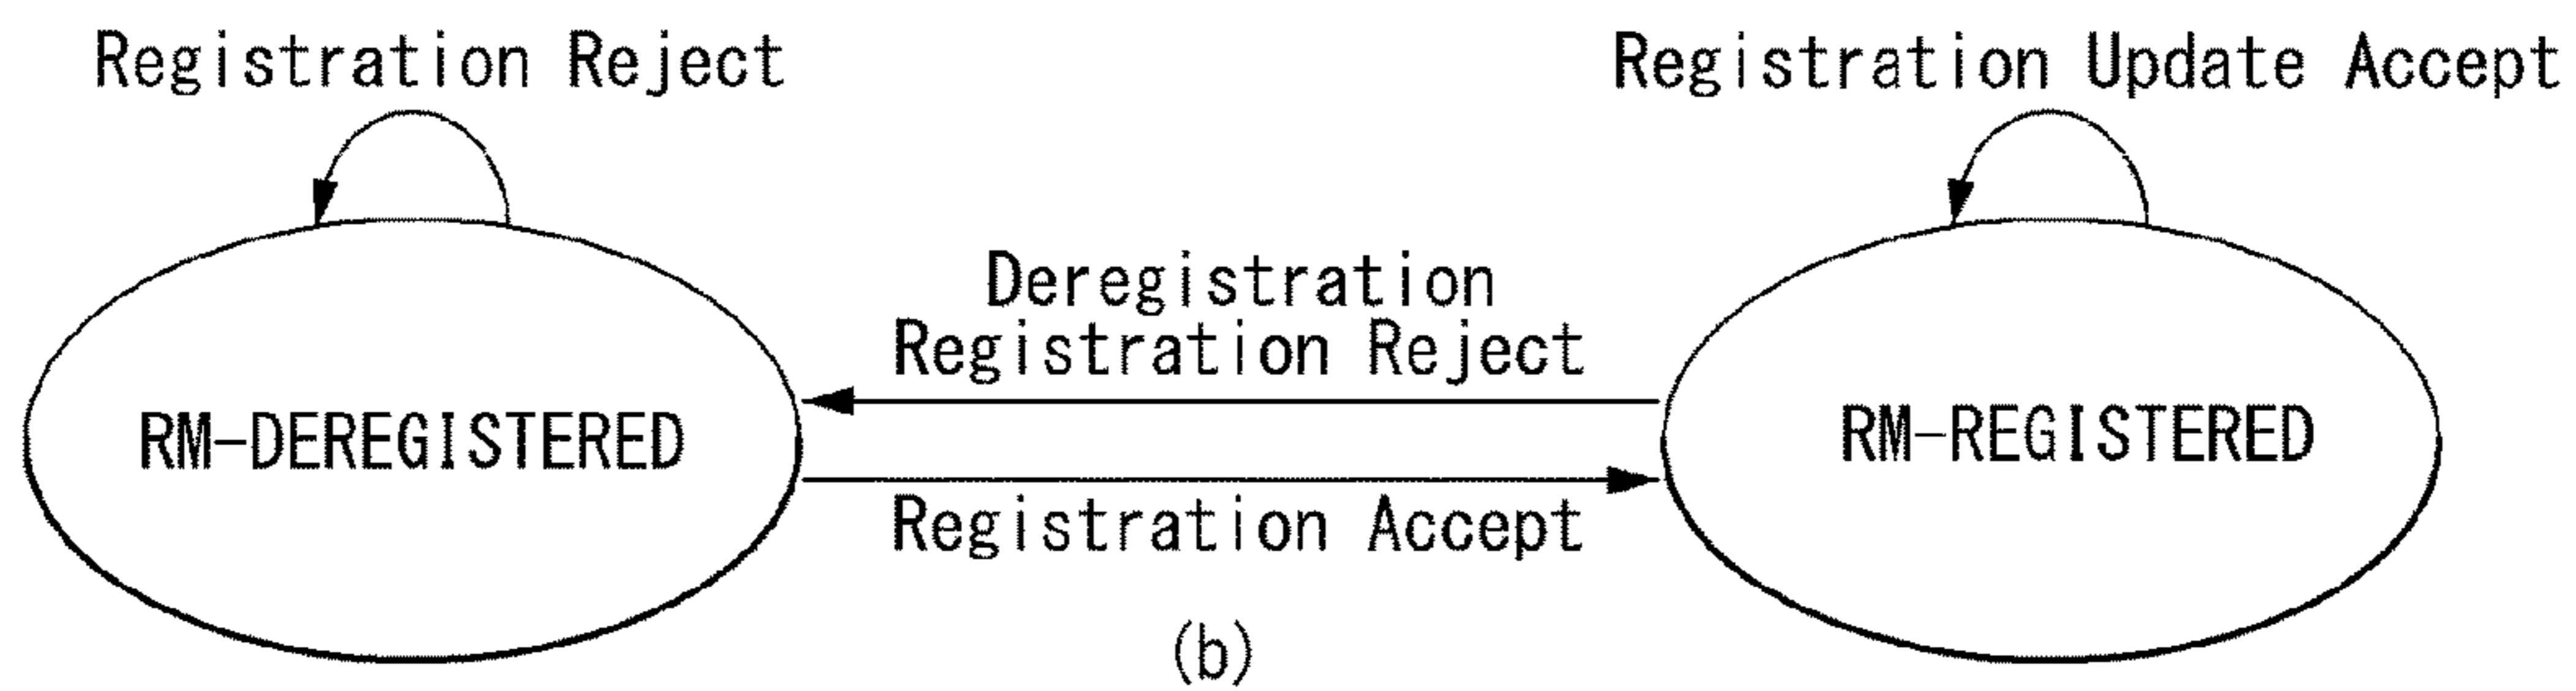 Registration Reject
Registration Update Accept
Deregistration
Registration Reject
RM-DEREGISTERED
RM-REGISTERED
Registration Accept
(b)